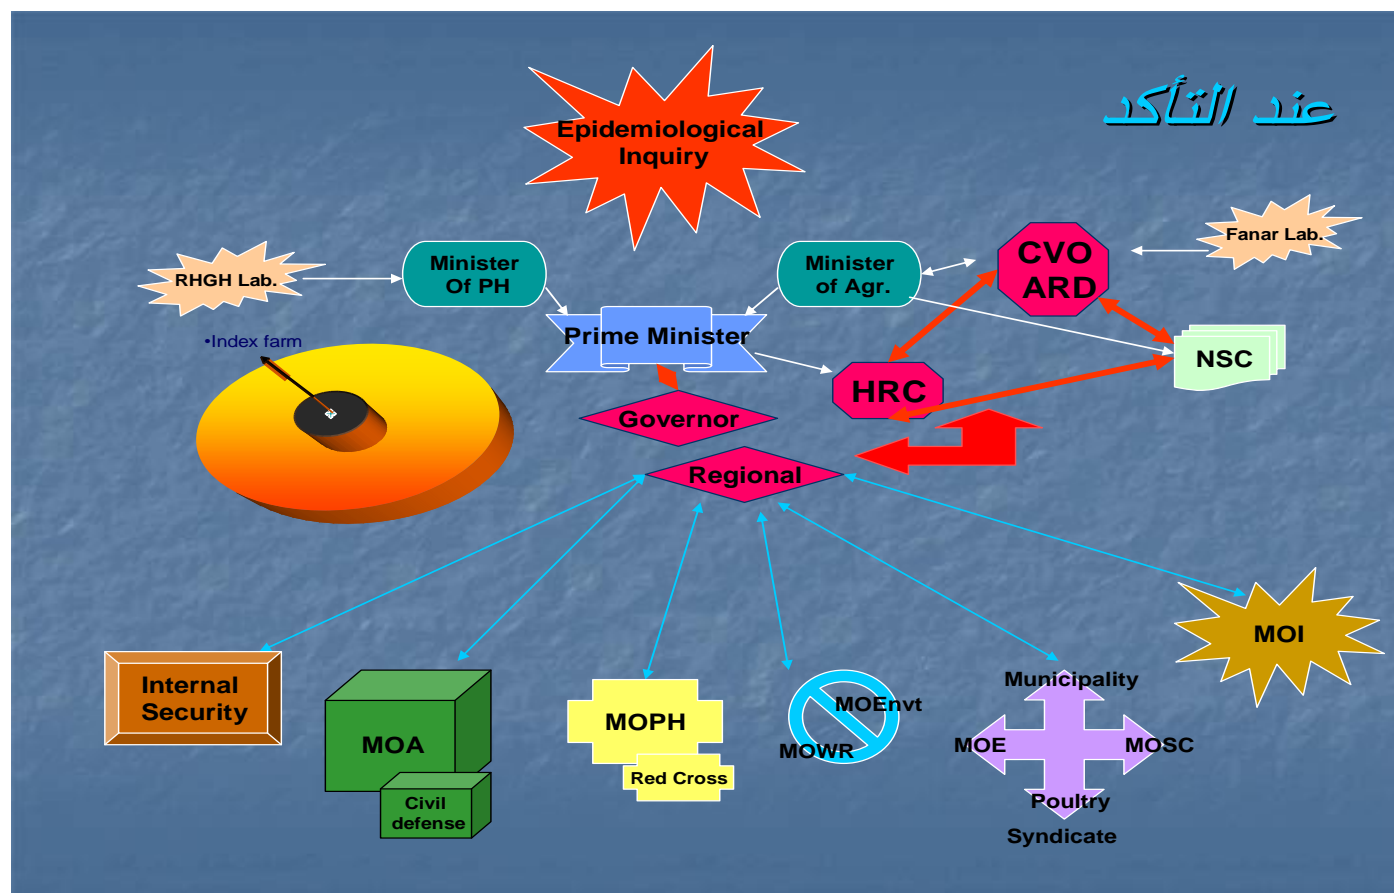 عند التأكد
Epidemiological
Inquiry
RHGH Lab.
Minister
Of PH
Minister
of Agr.
CVO
ARD
Fanar Lab.
•Index farm
Prime Minister
NSC
HRC
Governor
Regional
Internal
Security
MOA
Civil
defense
MOPH
Red Cross
MOEnvt
MOWR
Municipality
MOE
MOSC
Poultry
Syndicate
MOI